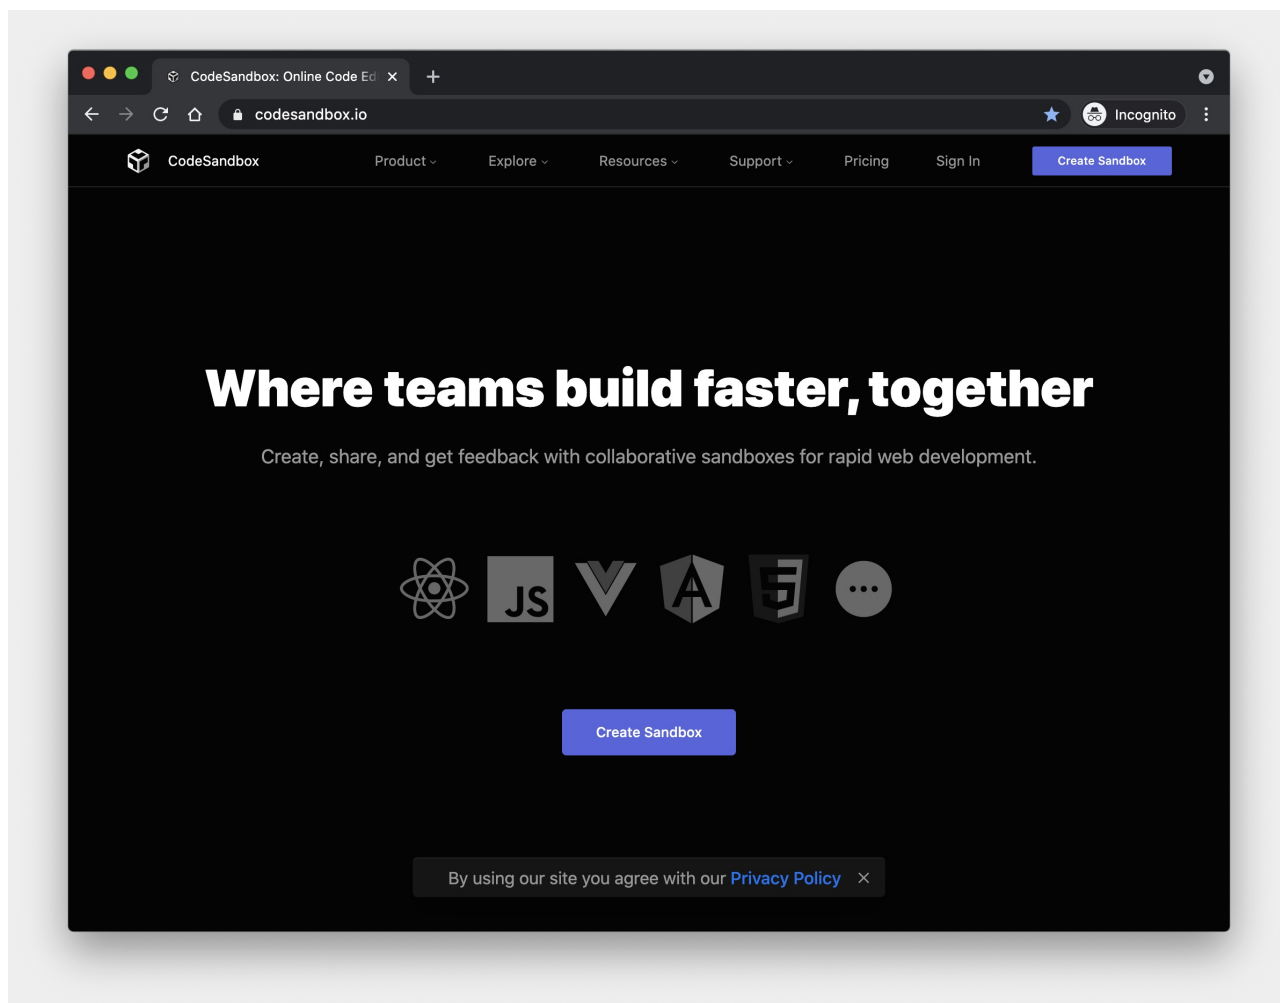 CodeSandbox: Online Code Ed
codesandbox.io
Incognito
CodeSandbox Product Explore Resources Support Pricing Sign In Create Sandbox
Where teams build faster, together
Create, share, and get feedback with collaborative sandboxes for rapid web development.
JS A 5
Create Sandbox
By using our site you agree with our Privacy Policy